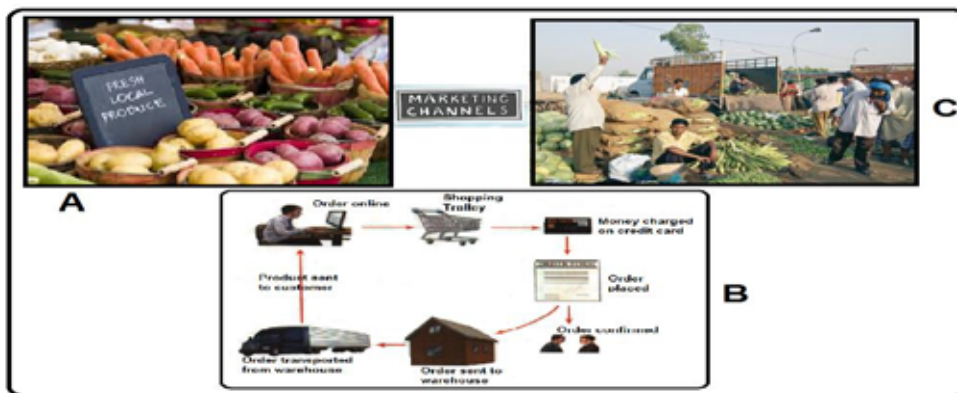 FRESH
LOCAL
PRODUCE
MARKETING
CHANNELS
C
A
Order online
Shopping
Trolley
Money charged
on credit card
Product sent
to customer
Order
placed
B
Order confirmed
Order transported
from warehouse
Order sent to
warehouse